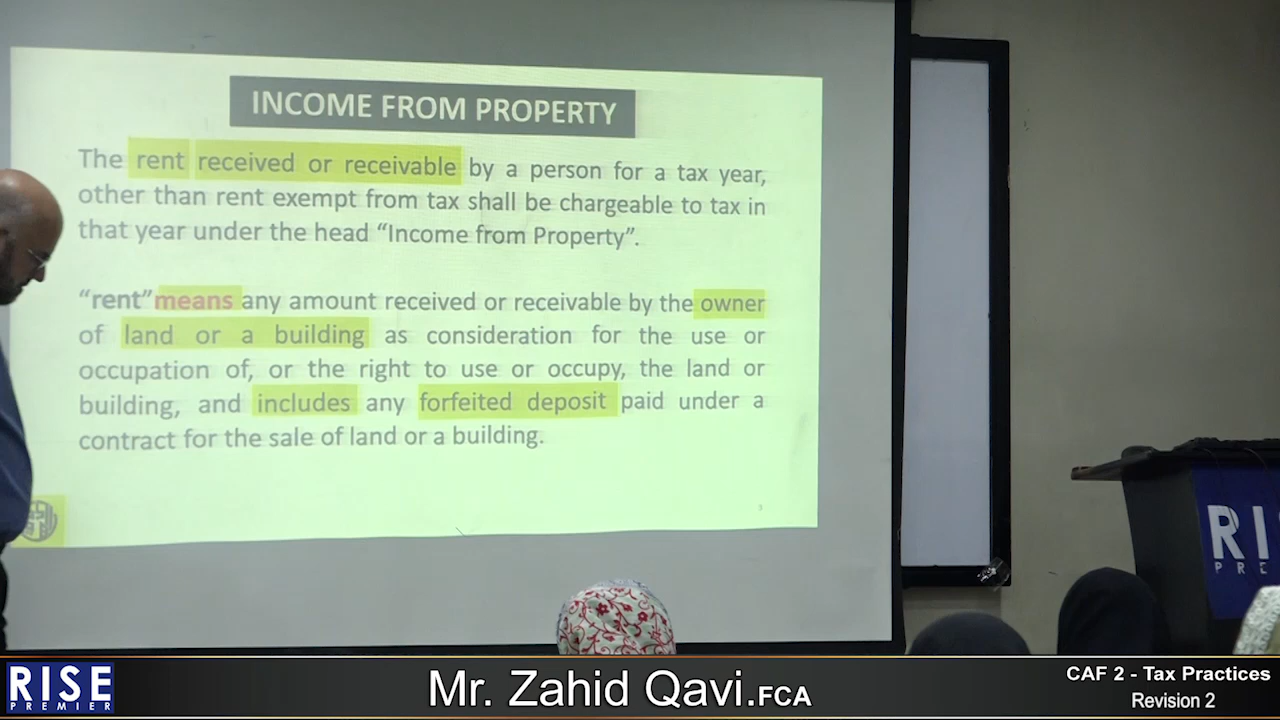 INCOME FROM PROPERTY
The rent received or receivable by a person for a tax year,
other than rent exempt from tax shall be chargeable to tax in
that year under the head “Income from Property”.
“rent” means any amount received or receivable by the owner
of land or a building as consideration for the use or
occupation of, or the right to use or occupy, the land or
building, and includes any forfeited deposit paid under a
contract for the sale of land or a building.
3
RI
PRE
RISE
PREMIER
Mr. Zahid Qavi.FCA
CAF 2 - Tax Practices
Revision 2